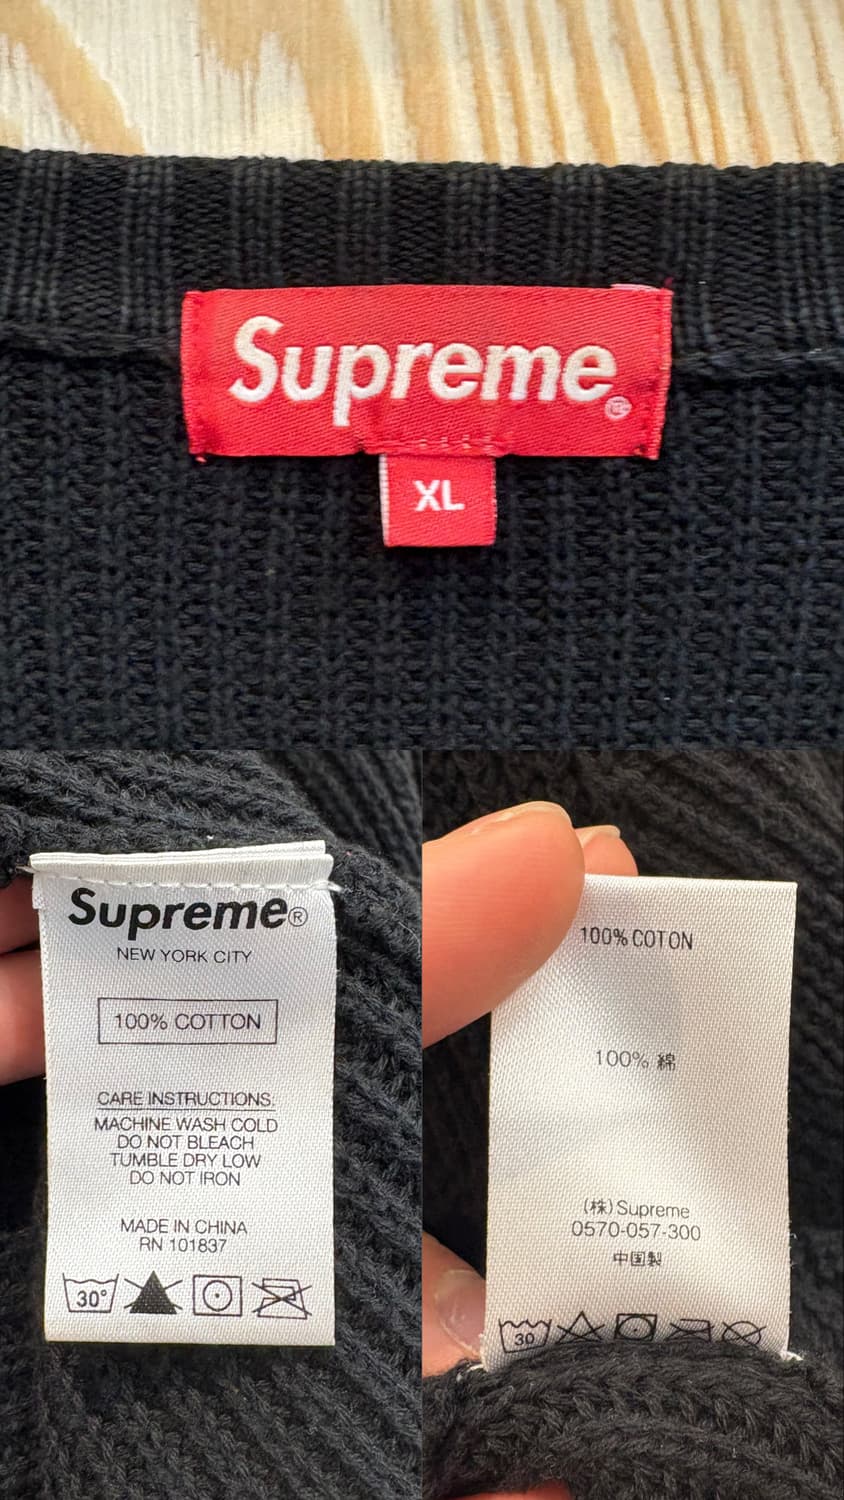 Supreme®
XL
Supreme®
NEW YORK CITY
100% COTTON
CARE INSTRUCTIONS:
MACHINE WASH COLD
DO NOT BLEACH
TUMBLE DRY LOW
DO NOT IRON
MADE IN CHINA
RN 101837
30°
100% COTON
100% 綿
(株)Supreme
0570-057-300
中国製
30